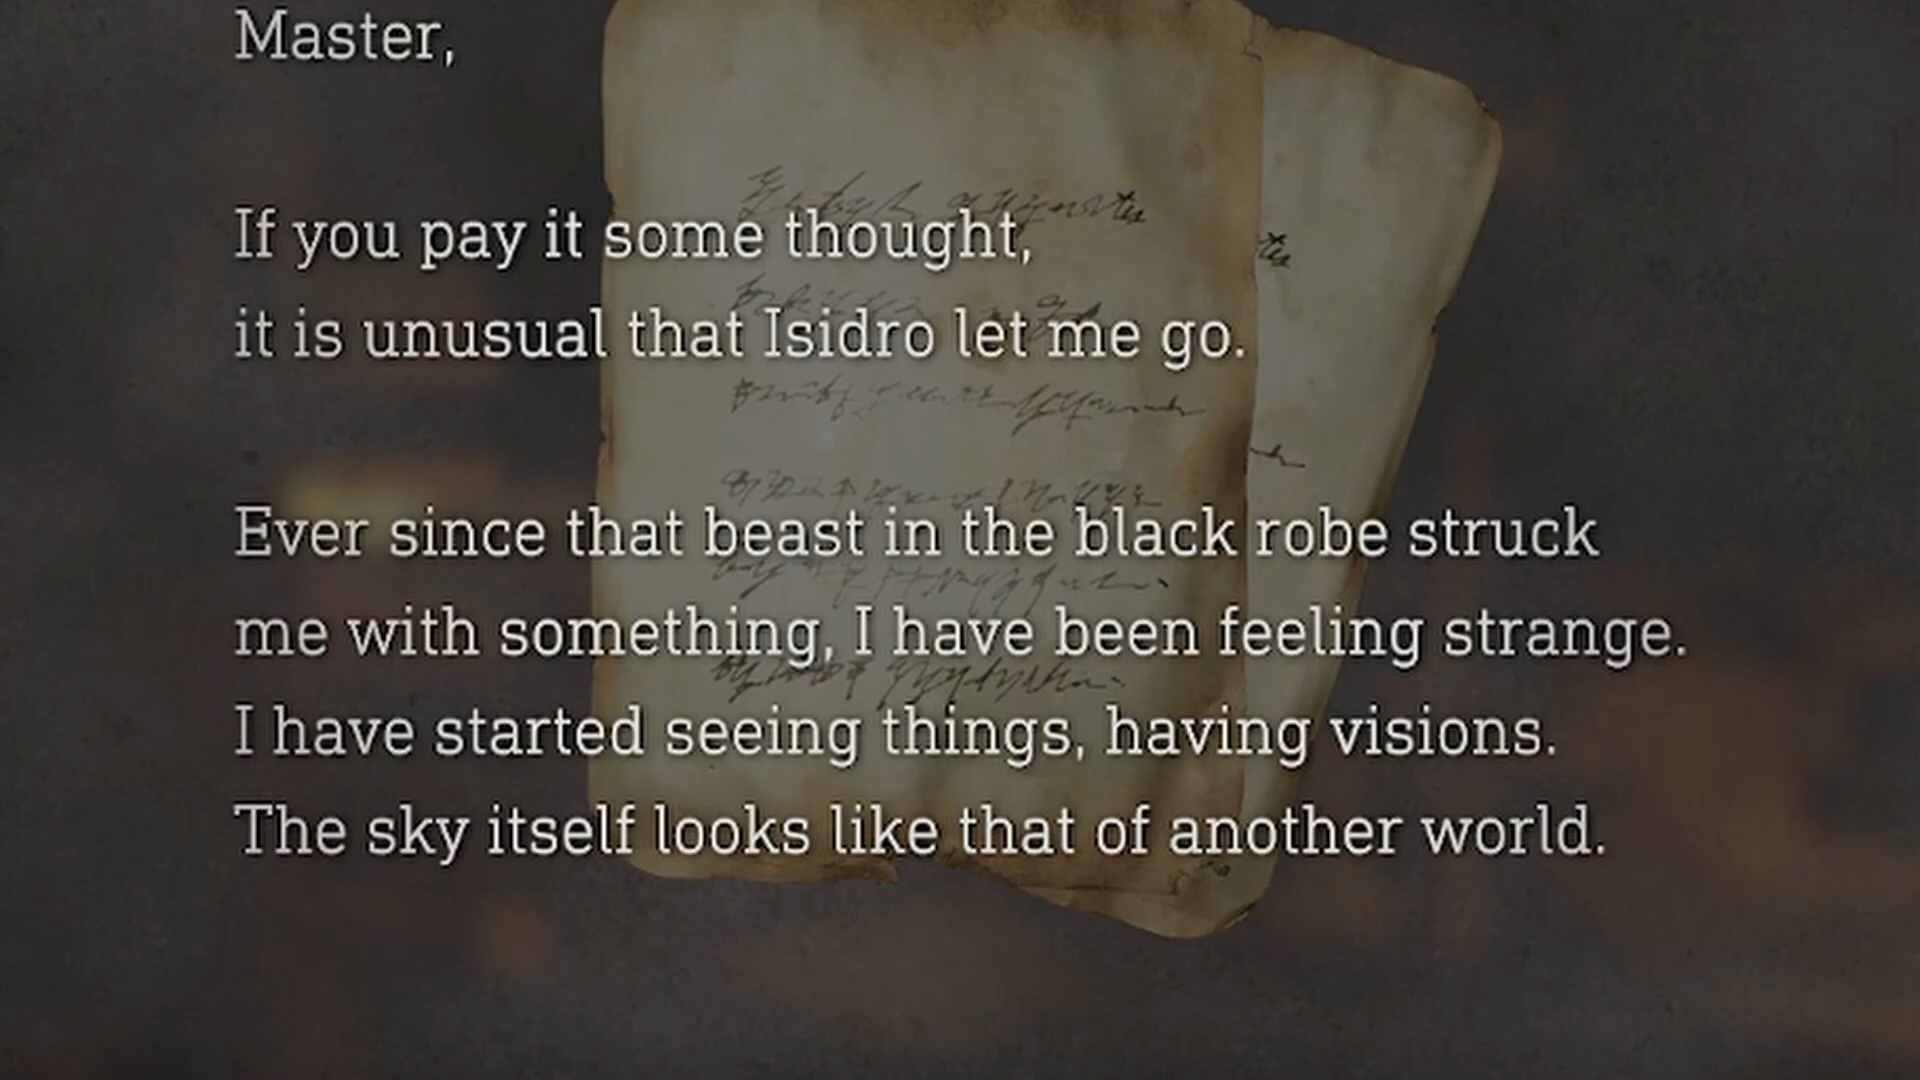 Master,
If you pay it some thought,
it is unusual that Isidro let me go.
Ever since that beast in the black robe struck
me with something, I have been feeling strange.
I have started seeing things, having visions.
The sky itself looks like that of another world.